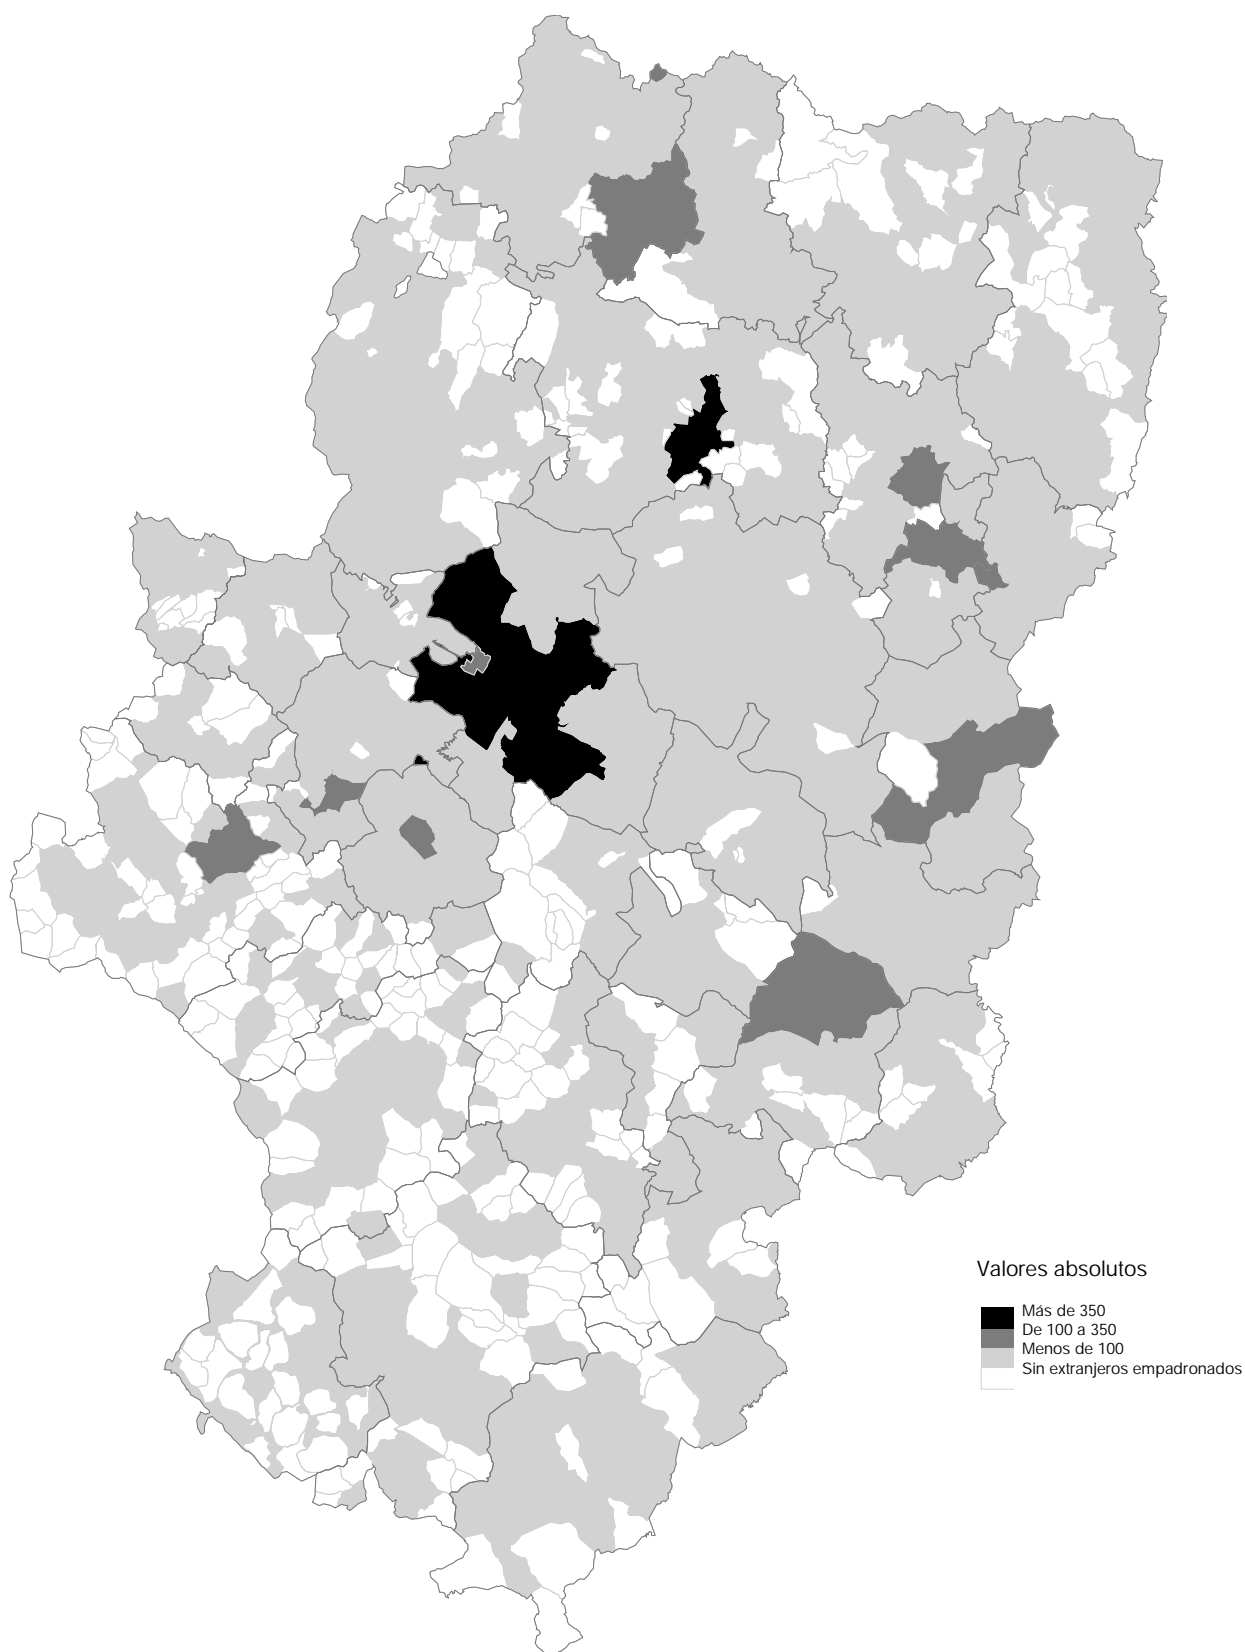 Valores absolutos
Más de 350
De 100 a 350
Menos de 100
Sin extranjeros empadronados